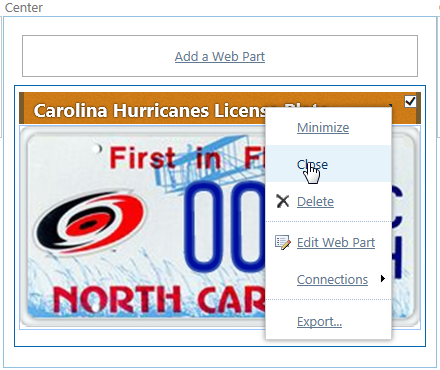 Center
Add a Web Part
Carolina Hurricanes License
Minimize
First in F
Close
00 C
Delete
H
Edit Web Part
NORTH CAR
Connections
Export...